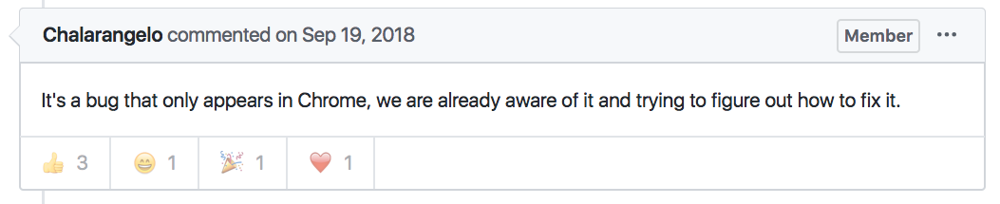 Chalarangelo commented on Sep 19, 2018 Member
It's a bug that only appears in Chrome, we are already aware of it and trying to figure out how to fix it.
3 1 1 1